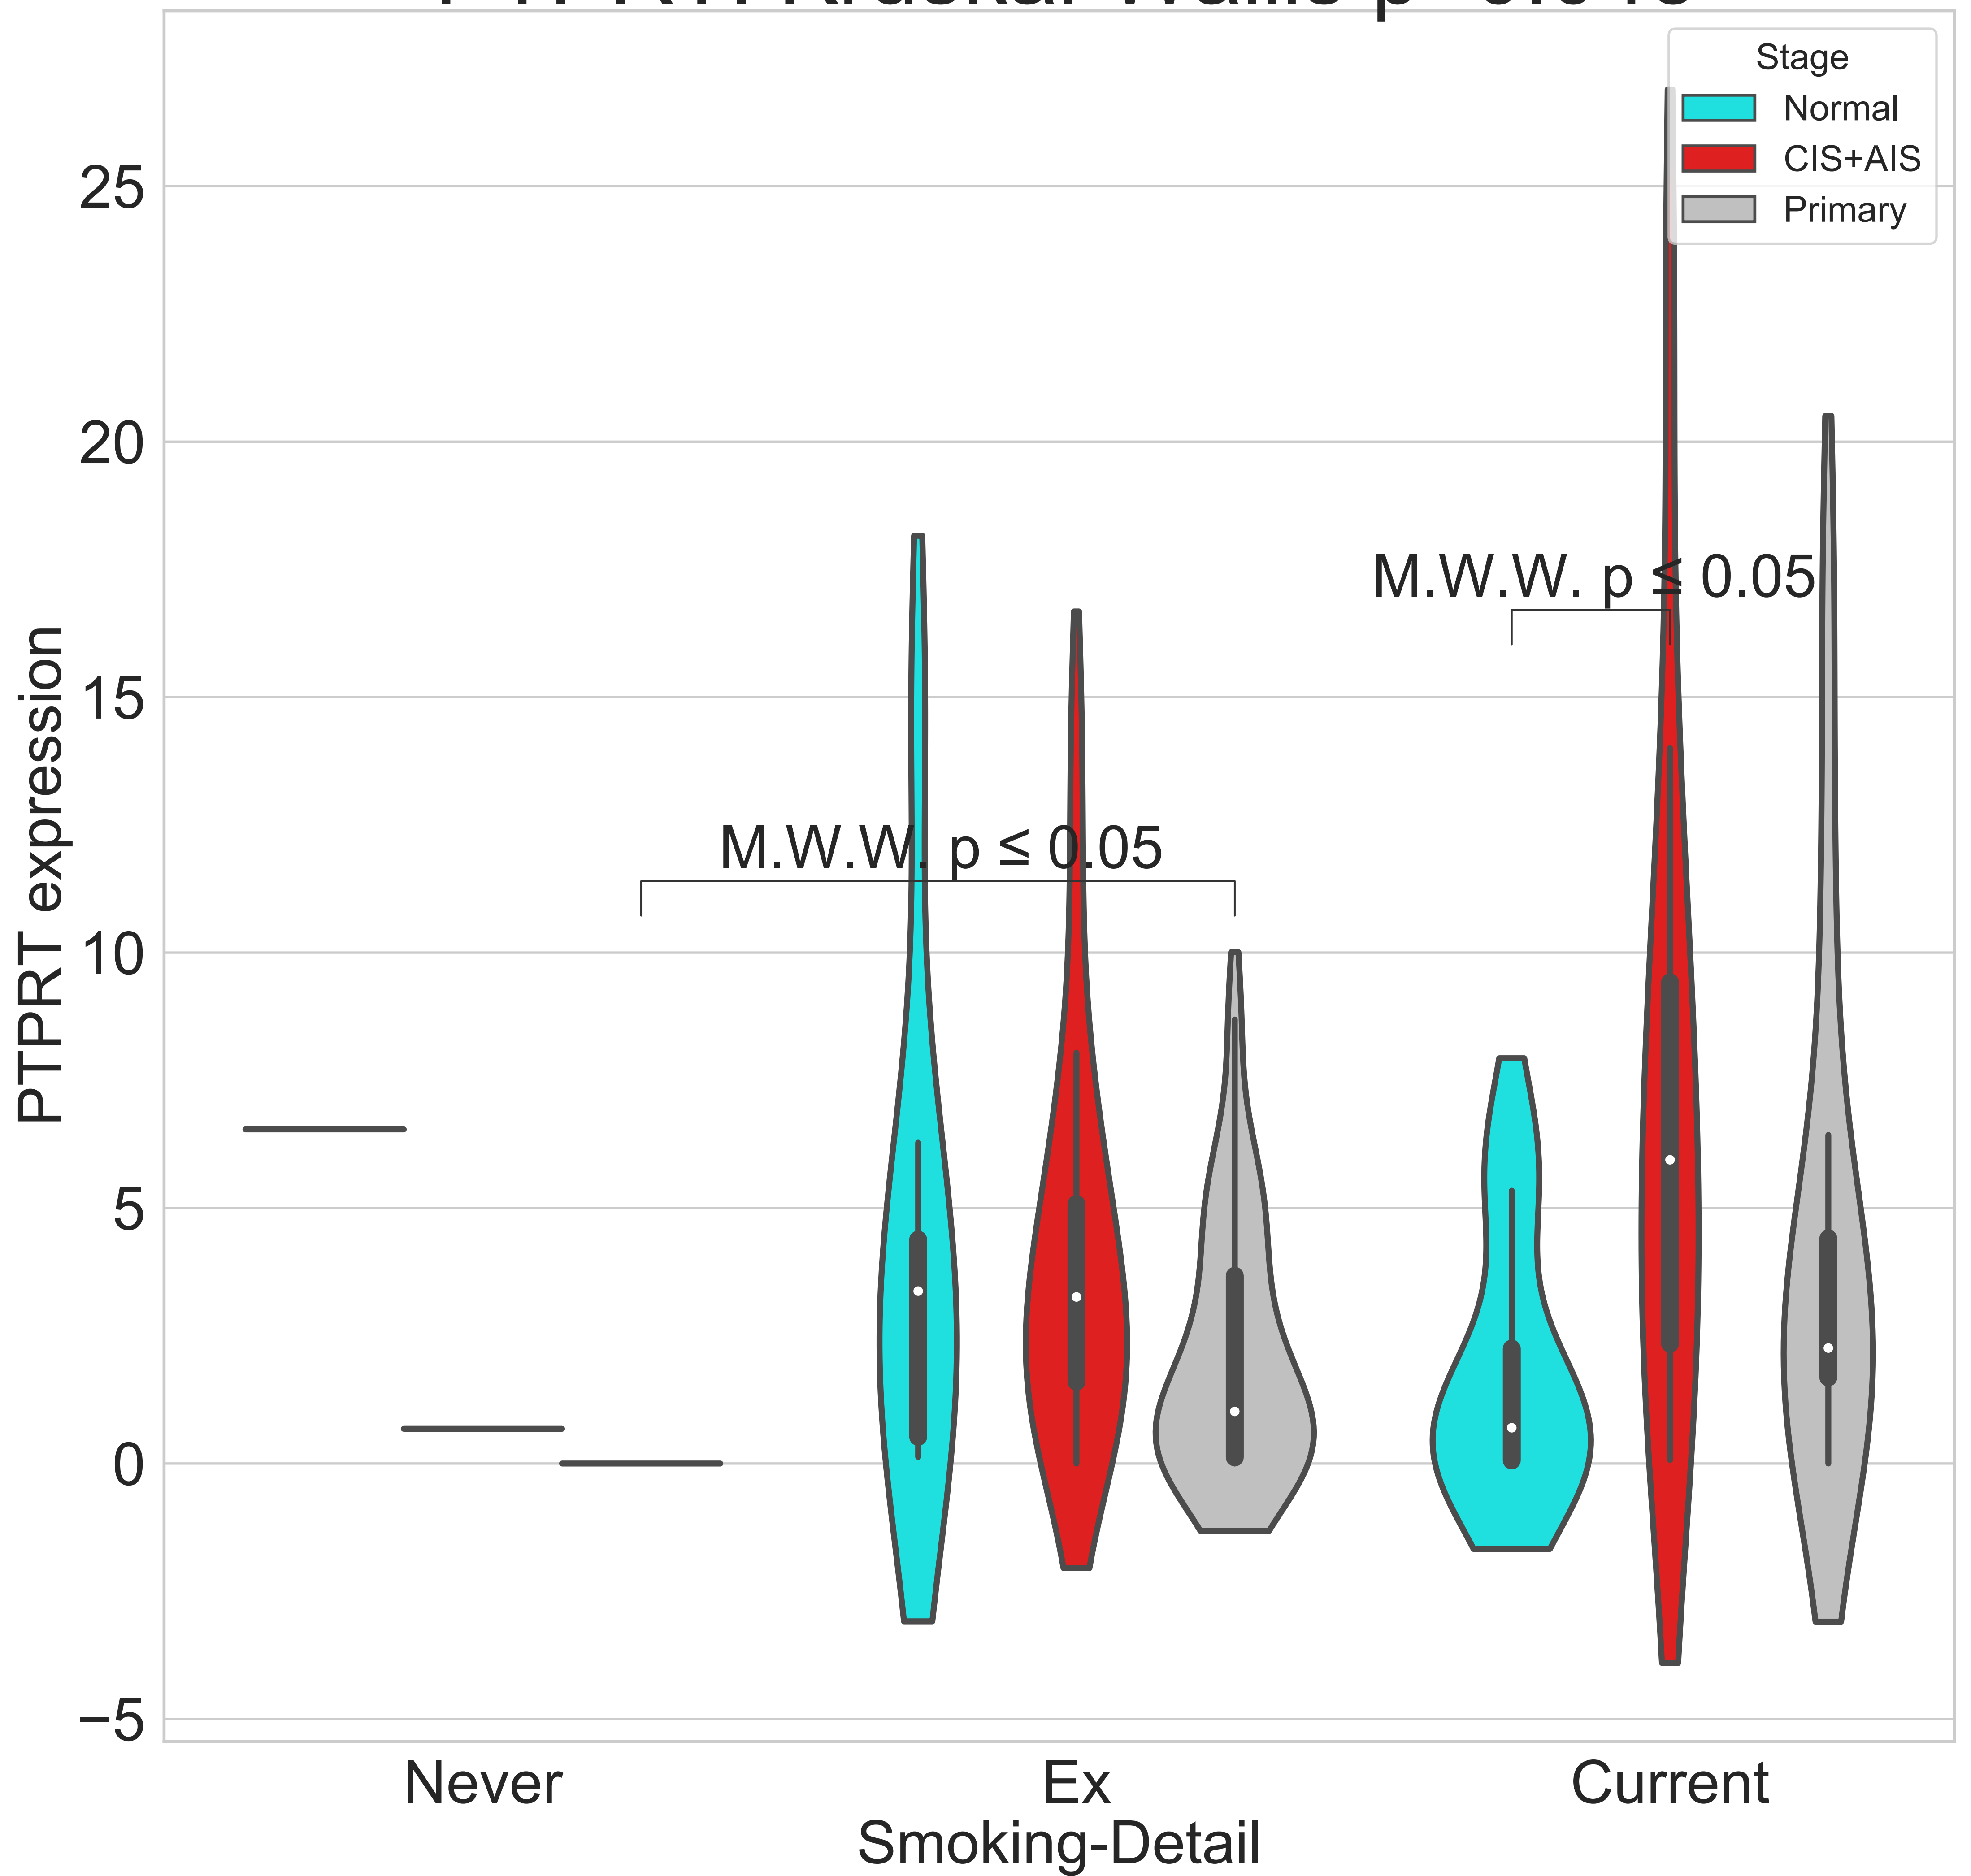 Stage
Normal
CIS+AIS
Primary
PTPRT expression
25
20
15
10
5
0
−5
M.W.W. p ≤ 0.05
M.W.W. p ≤ 0.05
Never
Ex
Current
Smoking-Detail